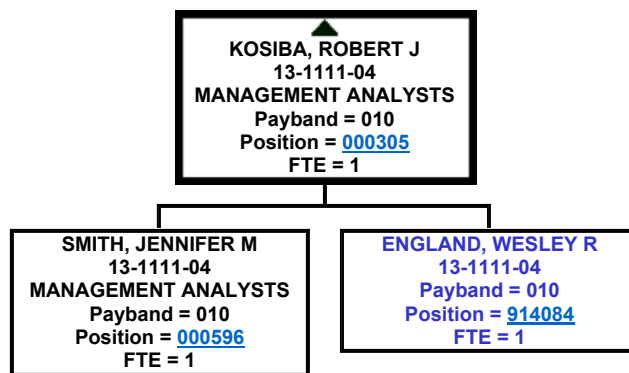 KOSIBA, ROBERT J
13-1111-04
MANAGEMENT ANALYSTS
Payband = 010
Position = 000305
FTE = 1
SMITH, JENNIFER M
13-1111-04
MANAGEMENT ANALYSTS
Payband = 010
Position = 000596
FTE = 1
ENGLAND, WESLEY R
13-1111-04
Payband = 010
Position = 914084
FTE = 1